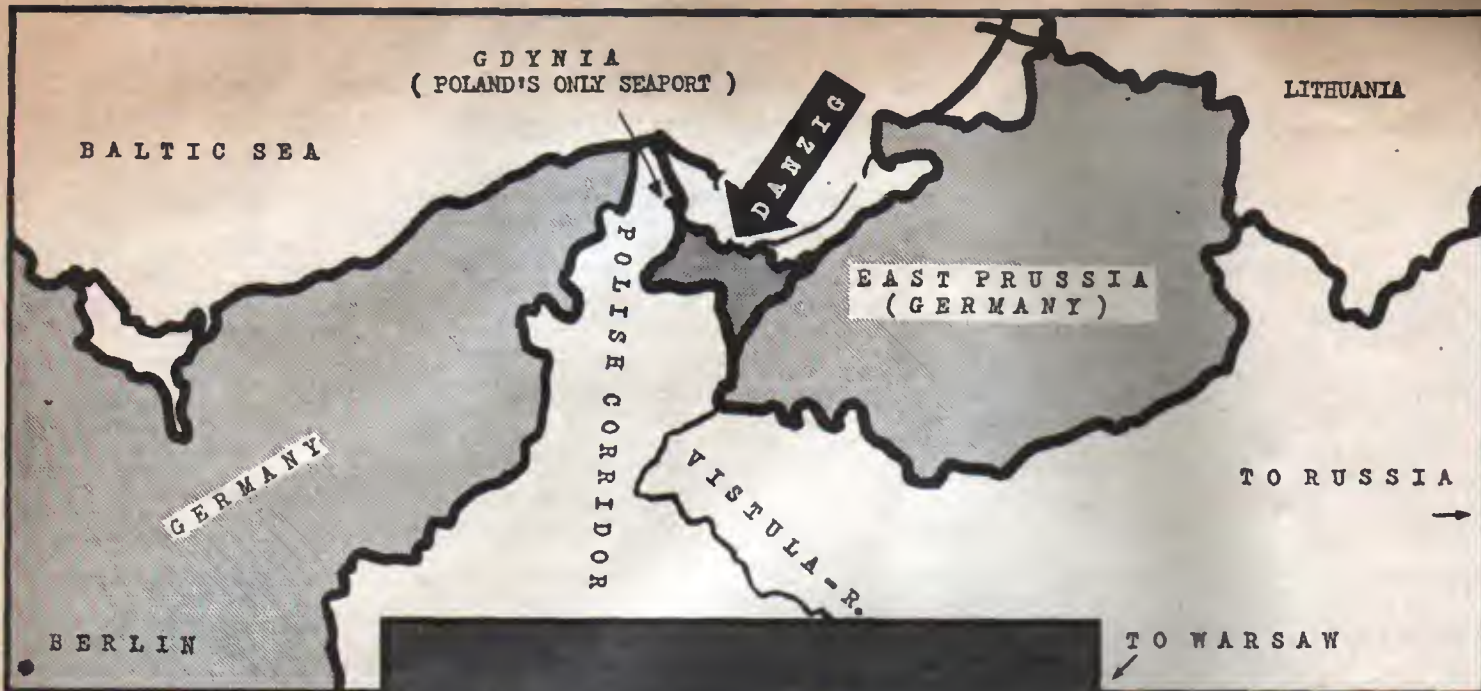 GDYNIA
( POLAND'S ONLY SEAPORT )
LITHUANIA
BALTIC SEA
DANZIG
POLISH CORRIDOR
EAST PRUSSIA
(GERMANY)
GERMANY
VISTULA-R.
TO RUSSIA
BERLIN
TO WARSAW